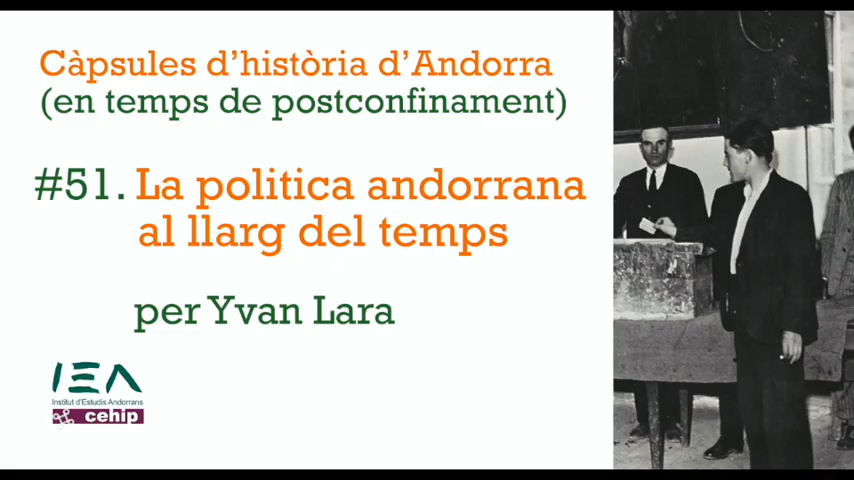 Càpsules d'història d'Andorra
(en temps de postconfinament)
#51. La politica andorrana
al llarg del temps
per Yvan Lara
IEA
Institut d'Estudis Andorrans
cehip